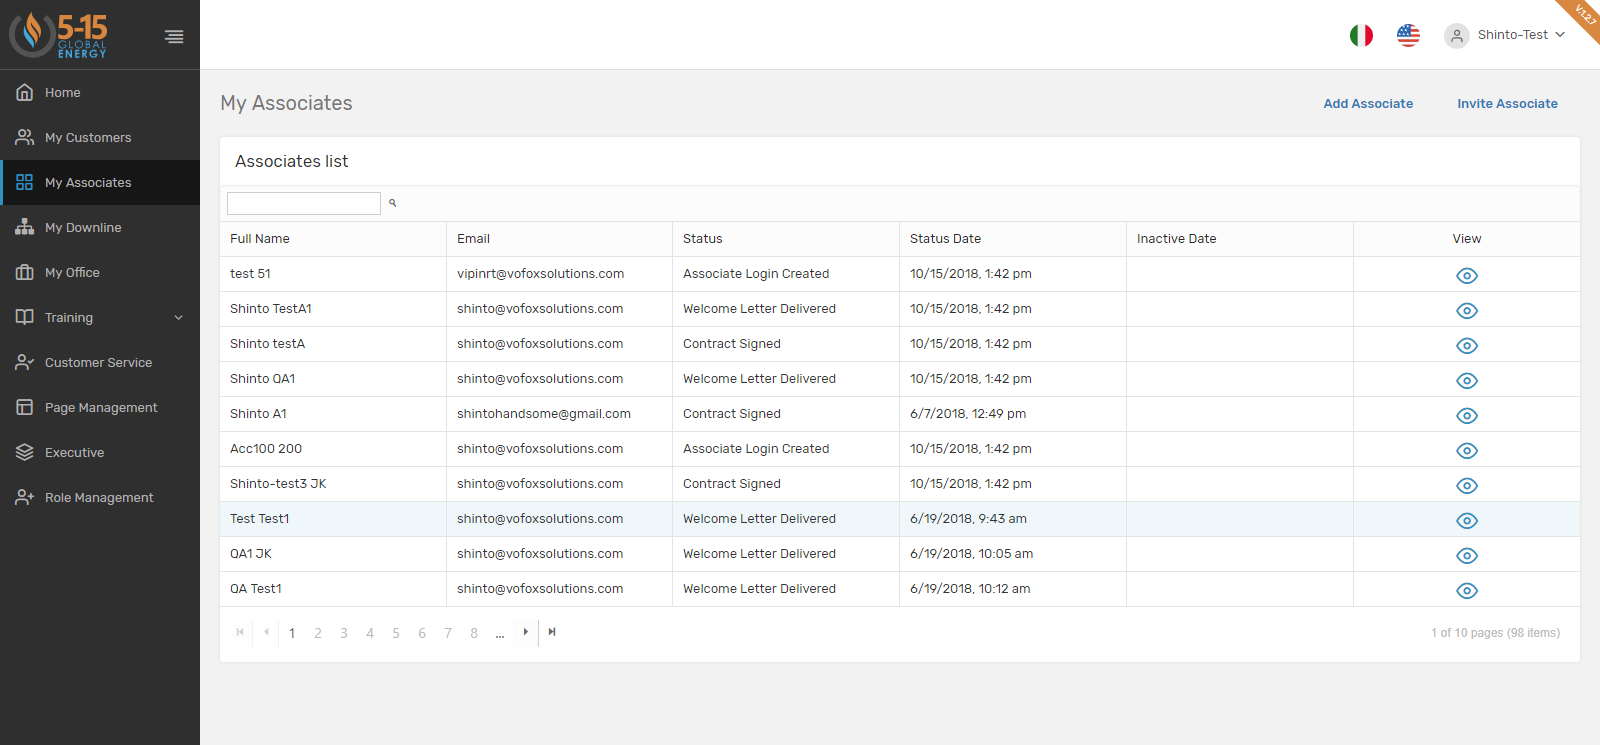 5-15
GLOBAL
ENERGY
Shinto-Test
V:1.2.7
Home
My Customers
My Associates
My Downline
My Office
Training
Customer Service
Page Management
Executive
Role Management
My Associates
Add Associate Invite Associate
Associates list
Full Name Email Status Status Date Inactive Date View
test 51 vipinrt@vofoxsolutions.com Associate Login Created 10/15/2018, 1:42 pm
Shinto TestA1 shinto@vofoxsolutions.com Welcome Letter Delivered 10/15/2018, 1:42 pm
Shinto testA shinto@vofoxsolutions.com Contract Signed 10/15/2018, 1:42 pm
Shinto QA1 shinto@vofoxsolutions.com Welcome Letter Delivered 10/15/2018, 1:42 pm
Shinto A1 shintohandsome@gmail.com Contract Signed 6/7/2018, 12:49 pm
Acc100 200 shinto@vofoxsolutions.com Associate Login Created 10/15/2018, 1:42 pm
Shinto-test3 JK shinto@vofoxsolutions.com Contract Signed 10/15/2018, 1:42 pm
Test Test1 shinto@vofoxsolutions.com Welcome Letter Delivered 6/19/2018, 9:43 am
QA1 JK shinto@vofoxsolutions.com Welcome Letter Delivered 6/19/2018, 10:05 am
QA Test1 shinto@vofoxsolutions.com Welcome Letter Delivered 6/19/2018, 10:12 am
1 2 3 4 5 6 7 8 ...
1 of 10 pages (98 items)